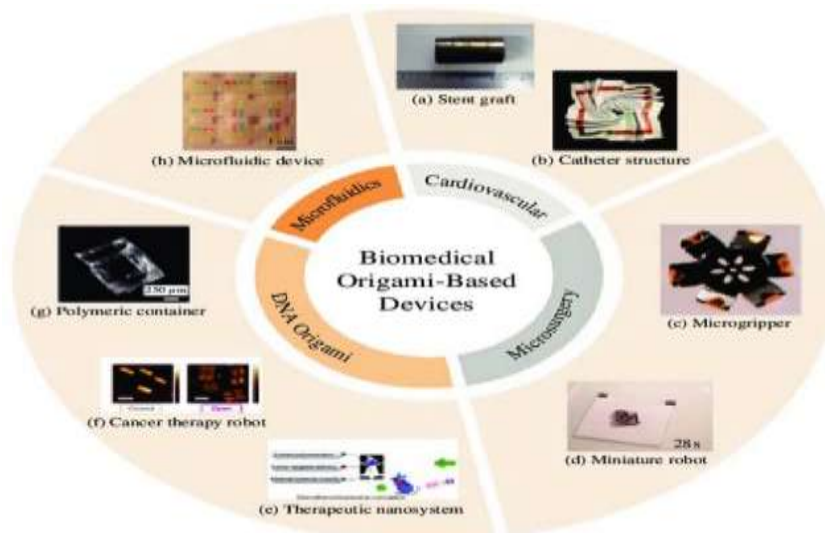 Biomedical
Origami-Based
Devices
Cardiovascular
Microsurgery
DNA Origami
Microfluidics
(a) Stent graft
(b) Catheter structure
(c) Microgripper
28 s
(d) Miniature robot
(e) Therapeutic nanosystem
(f) Cancer therapy robot
250 μm
(g) Polymeric container
(h) Microfluidic device